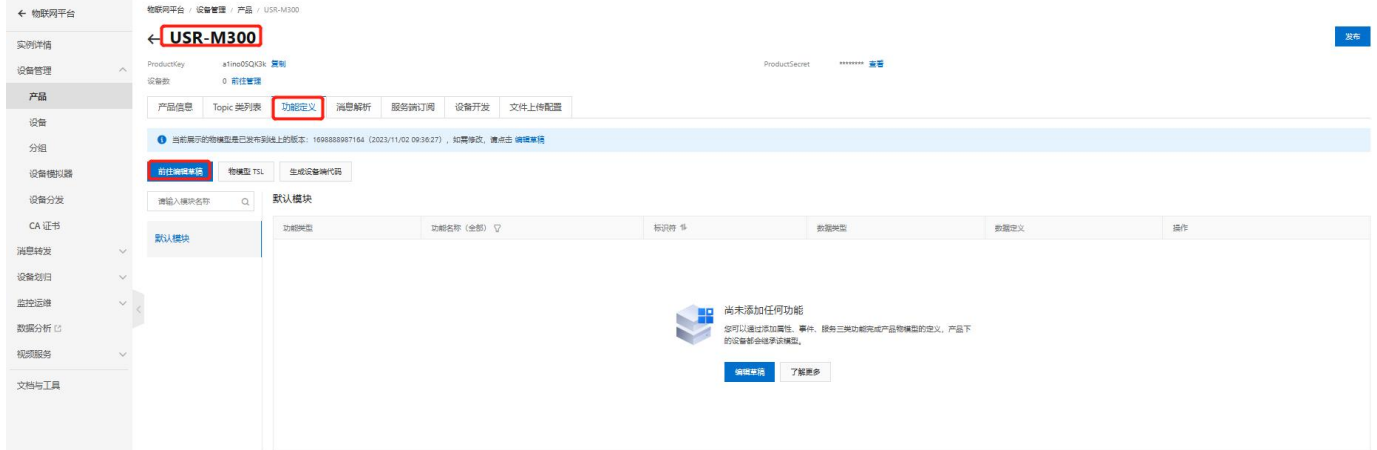 ← 物联网平台
实例详情
设备管理
产品
设备
分组
设备模拟器
设备分发
CA 证书
消息转发
设备划归
监控运维
数据分析
视频服务
文档与工具
物联网平台 / 设备管理 / 产品 / USR-M300
← USR-M300
发布
ProductKey a1ino0SQK3k 复制
ProductSecret ******** 查看
设备数 0 前往管理
产品信息 Topic 类列表 功能定义 消息解析 服务端订阅 设备开发 文件上传配置
当前展示的物模型是已发布到线上的版本：1698888987164（2023/11/02 09:36:27），如需修改，请点击 编辑草稿
前往编辑草稿 物模型 TSL 生成设备端代码
请输入模块名称
默认模块
默认模块
功能类型 功能名称（全部） 标识符 数据类型 数据定义 操作
尚未添加任何功能
您可以通过添加属性、事件、服务三类功能完成产品物模型的定义，产品下
的设备都会继承该模型。
编辑草稿 了解更多